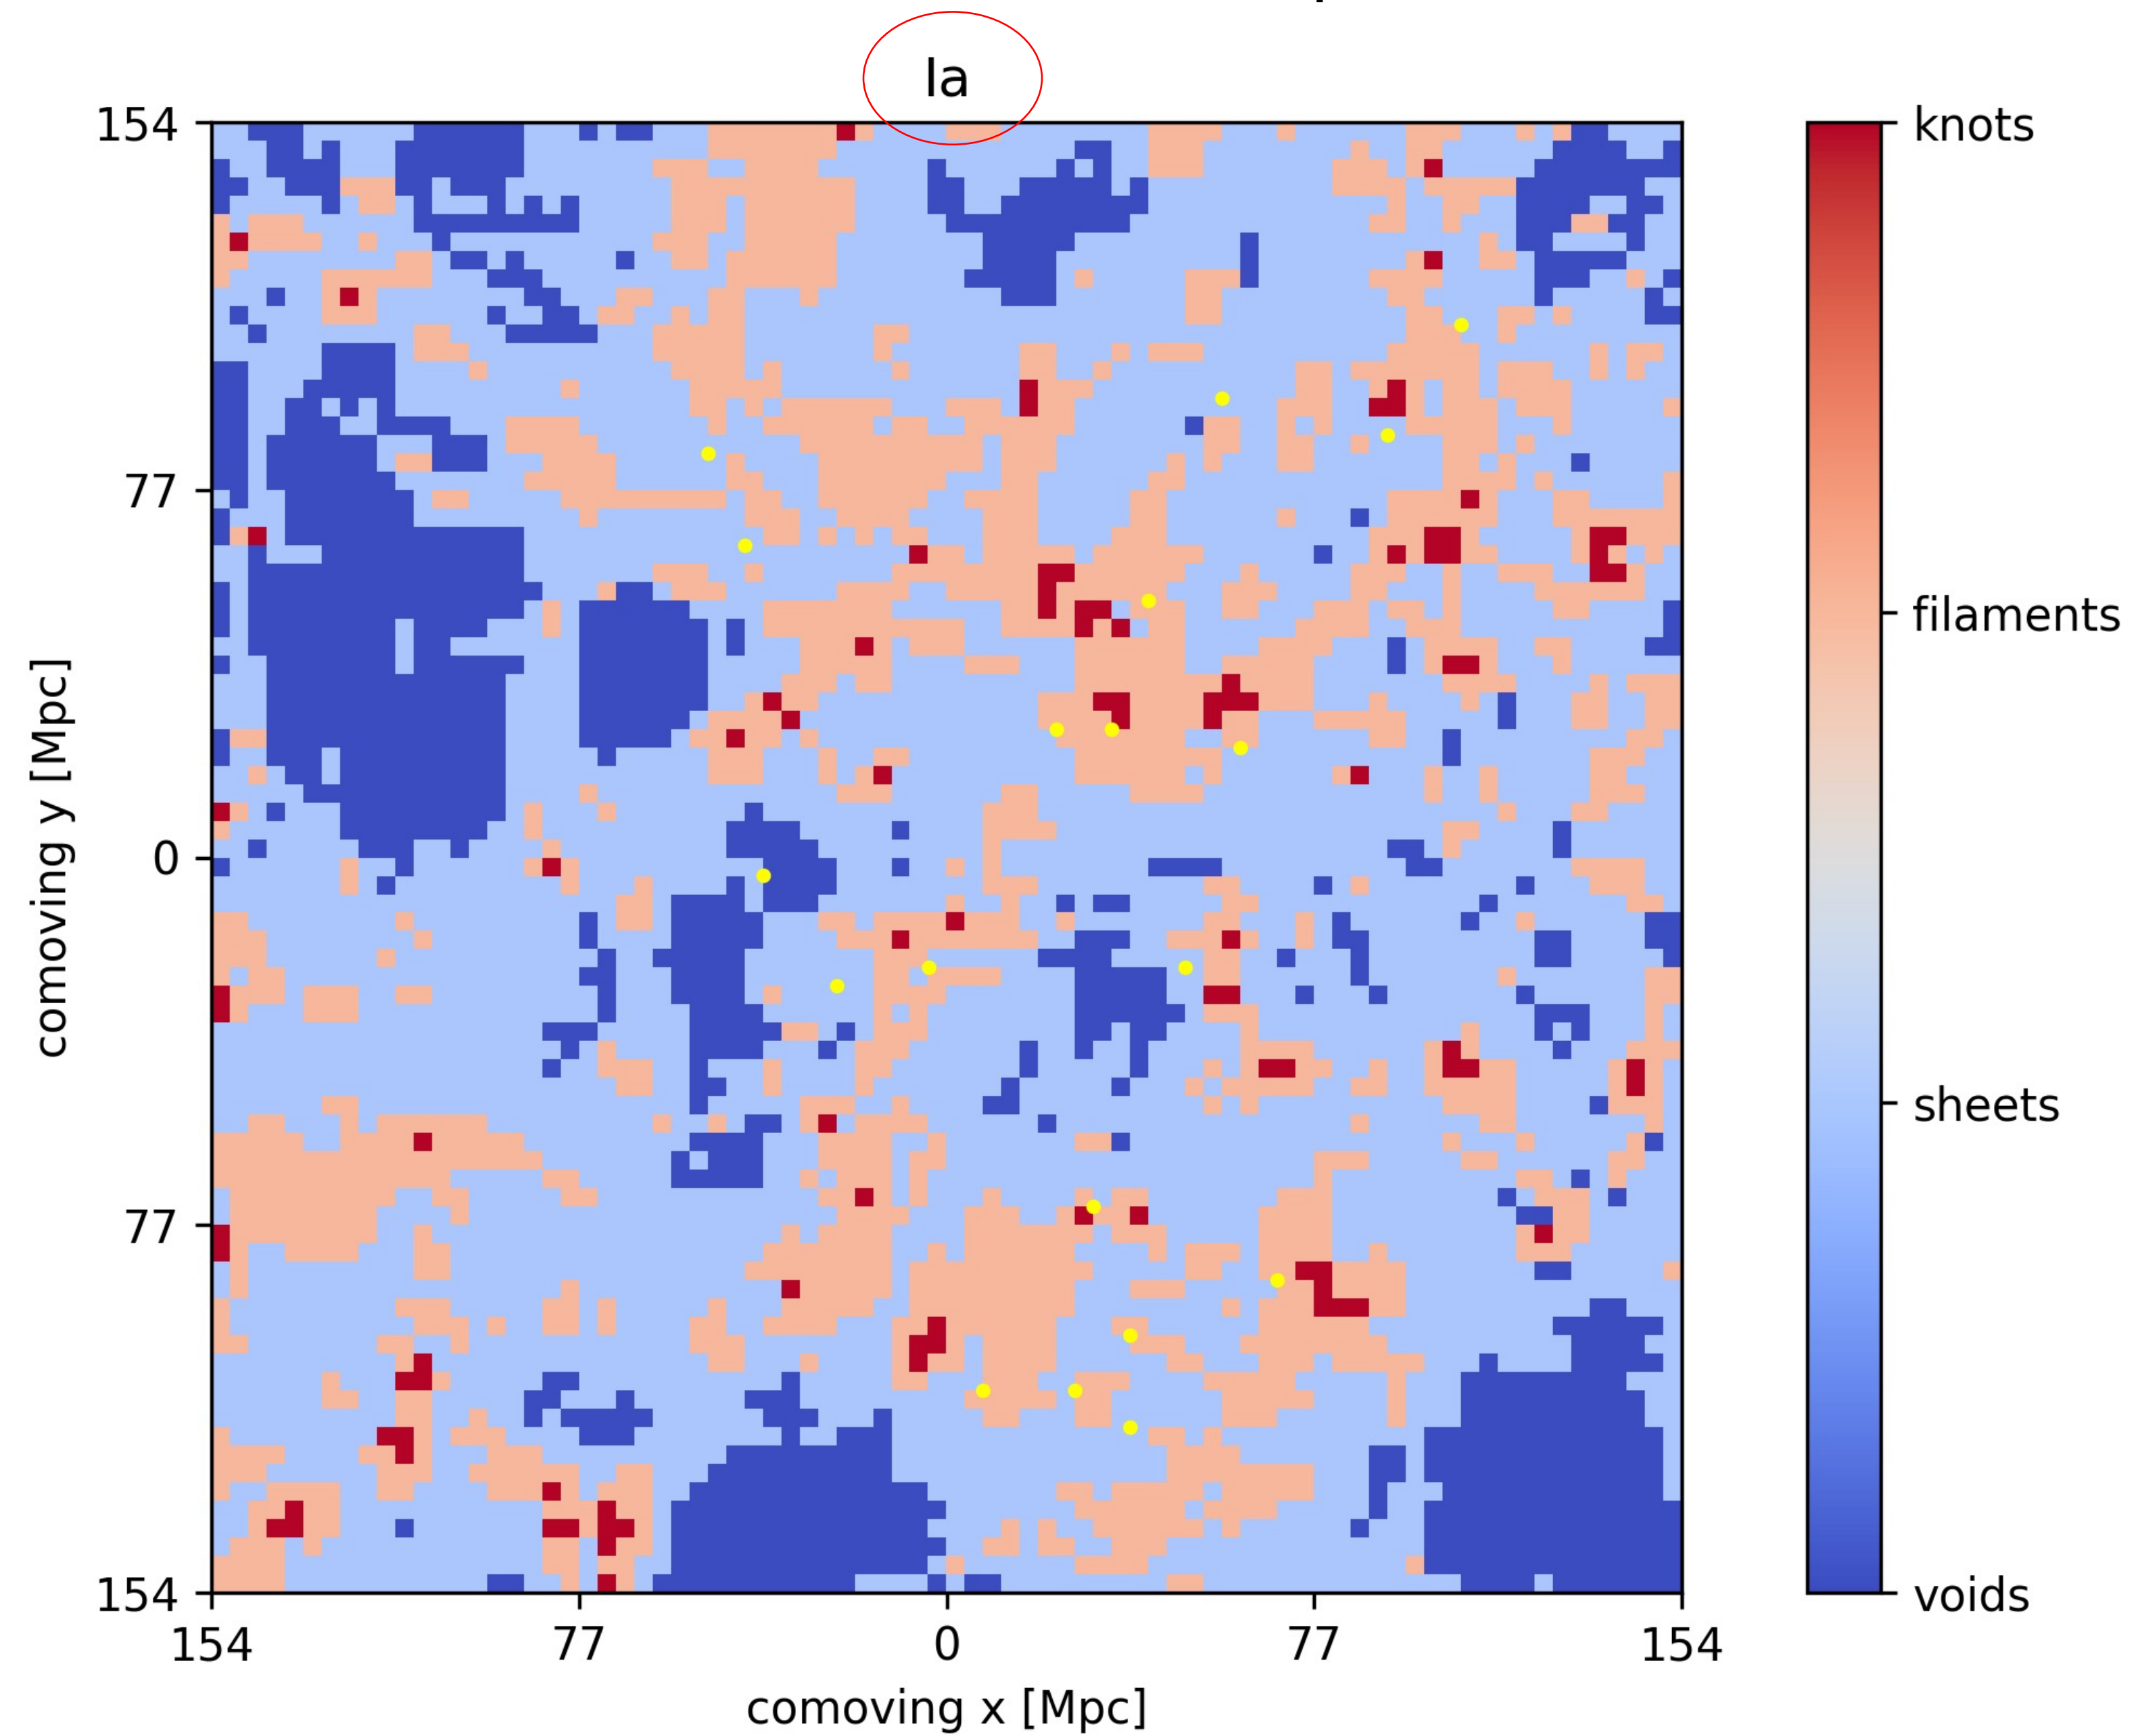 Ia
154
77
0
77
154
154
77
0
77
154
comoving y [Mpc]
comoving x [Mpc]
knots
filaments
sheets
voids